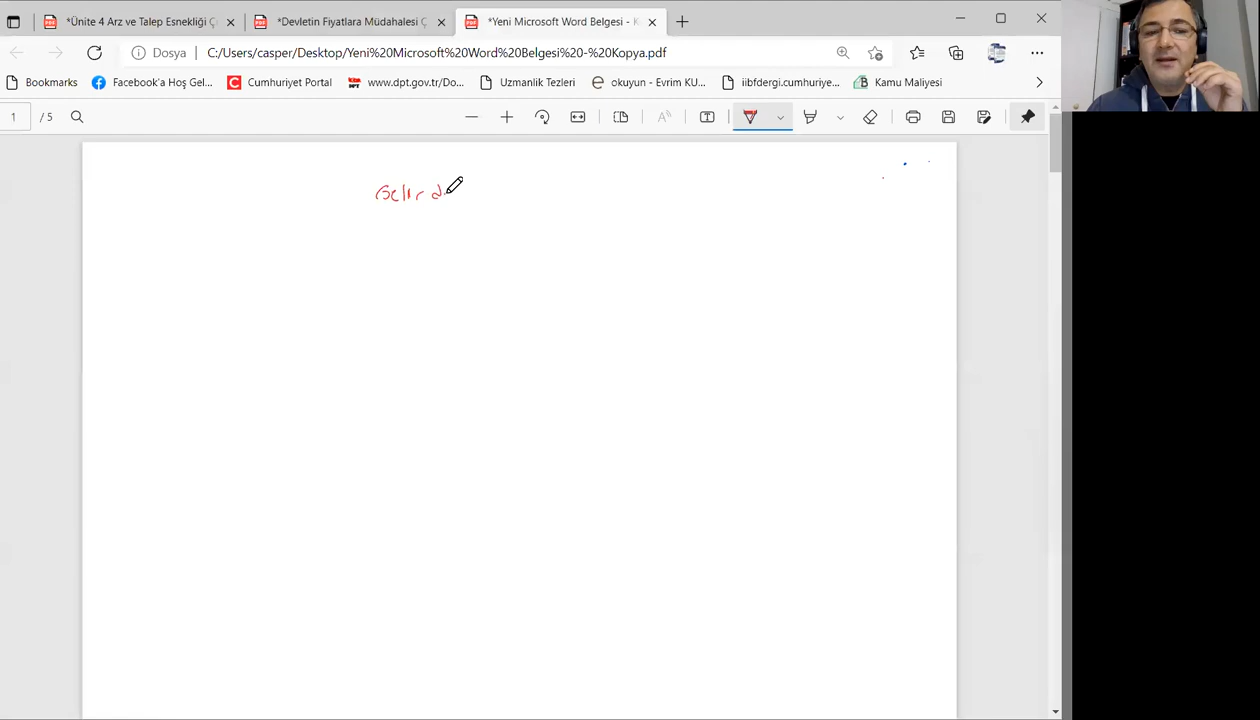 *Ünite 4 Arz ve Talep Esnekliği Ç
*Devletin Fiyatlara Müdahalesi Ç
*Yeni Microsoft Word Belgesi - K
Dosya
C:/Users/casper/Desktop/Yeni%20Microsoft%20Word%20Belgesi%20-%20Kopya.pdf
Bookmarks
Facebook'a Hoş Gel...
Cumhuriyet Portal
www.dpt.gov.tr/Do...
Uzmanlik Tezleri
okuyun - Evrim KU...
iibfdergi.cumhuriye...
Kamu Maliyesi
1 / 5
Gelir d